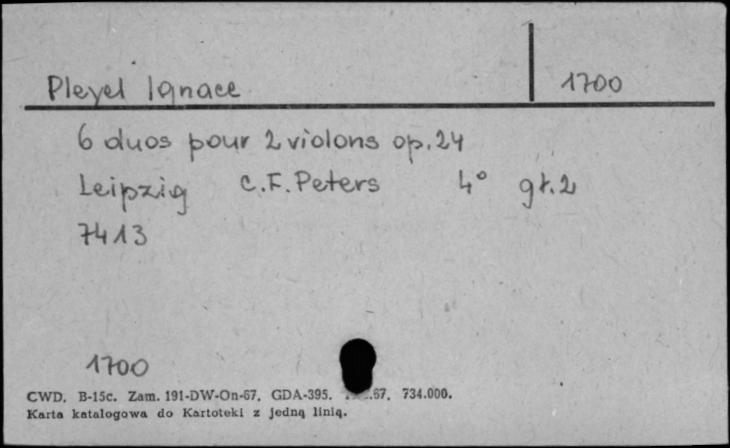 Pleyel Ignace 1700
6 duos pour 2 violons op. 24
Leipzig C. F. Peters 4° gł. 2
7413
1700
CWD. B-15c. Zam. 191-DW-On-67. GDA-395. .67. 734.000.
Karta katalogowa do Kartoteki z jedną linią.